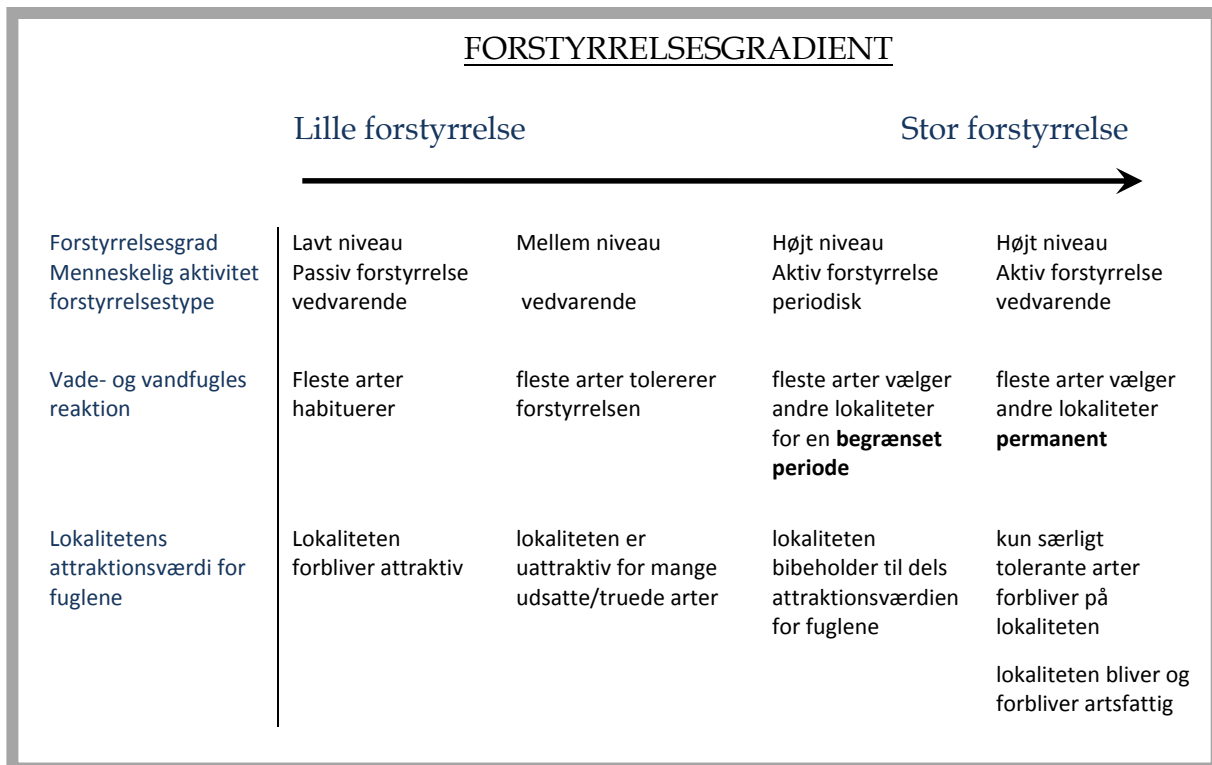 FORSTYRRELSESGRADIENT
Lille forstyrrelse Stor forstyrrelse
Forstyrrelsesgrad Lavt niveau Mellem niveau Højt niveau Højt niveau
Menneskelig aktivitet Passiv forstyrrelse Aktiv forstyrrelse Aktiv forstyrrelse
forstyrrelsestype vedvarende vedvarende periodisk vedvarende
Vade- og vandfugles Fleste arter fleste arter tolererer fleste arter vælger fleste arter vælger
reaktion habituerer forstyrrelsen andre lokaliteter andre lokaliteter
for en begrænset permanent
periode
Lokalitetens Lokaliteten lokaliteten er lokaliteten kun særligt
attraktionsværdi for forbliver attraktiv uattraktiv for mange bibeholder til dels tolerante arter
fuglene udsatte/truede arter attraktionsværdien forbliver på
for fuglene lokaliteten
lokaliteten bliver og
forbliver artsfattig